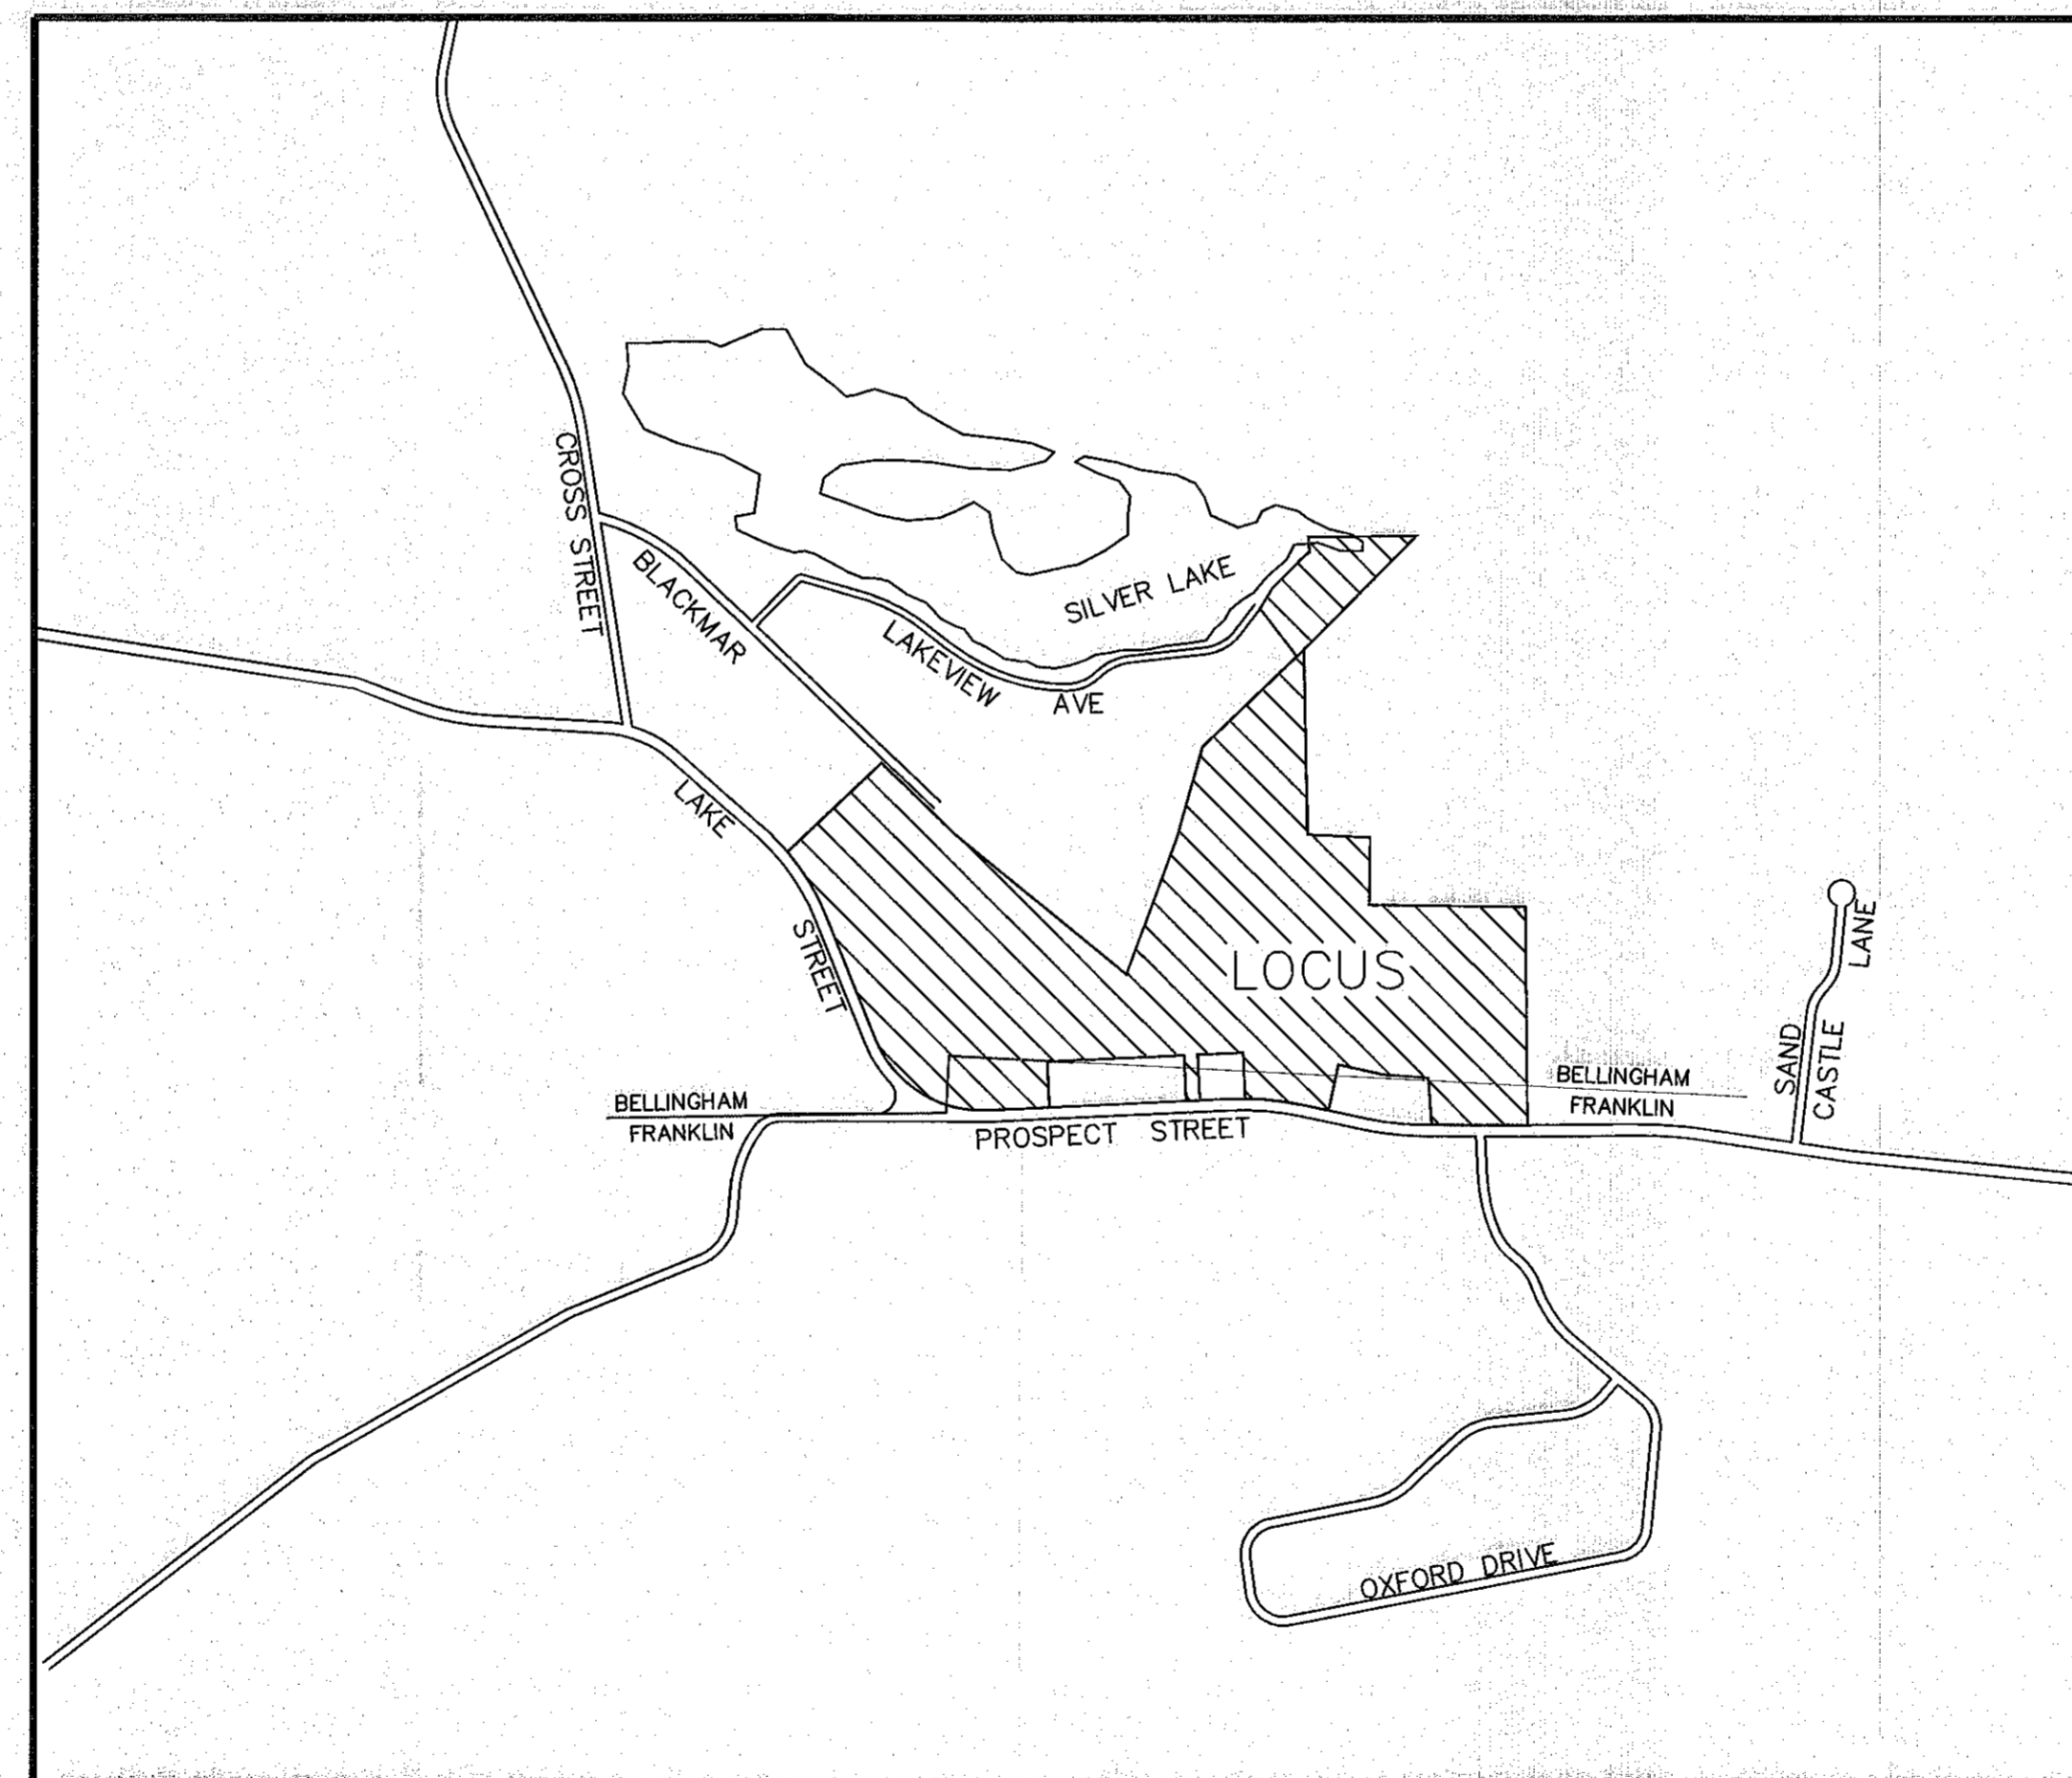 CROSS STREET
BLACKMAR
SILVER LAKE
LAKEVIEW
AVE
LAKE
STREET
LOCUS
SAND
CASTLE
LANE
BELLINGHAM
FRANKLIN
BELLINGHAM
FRANKLIN
PROSPECT STREET
OXFORD DRIVE